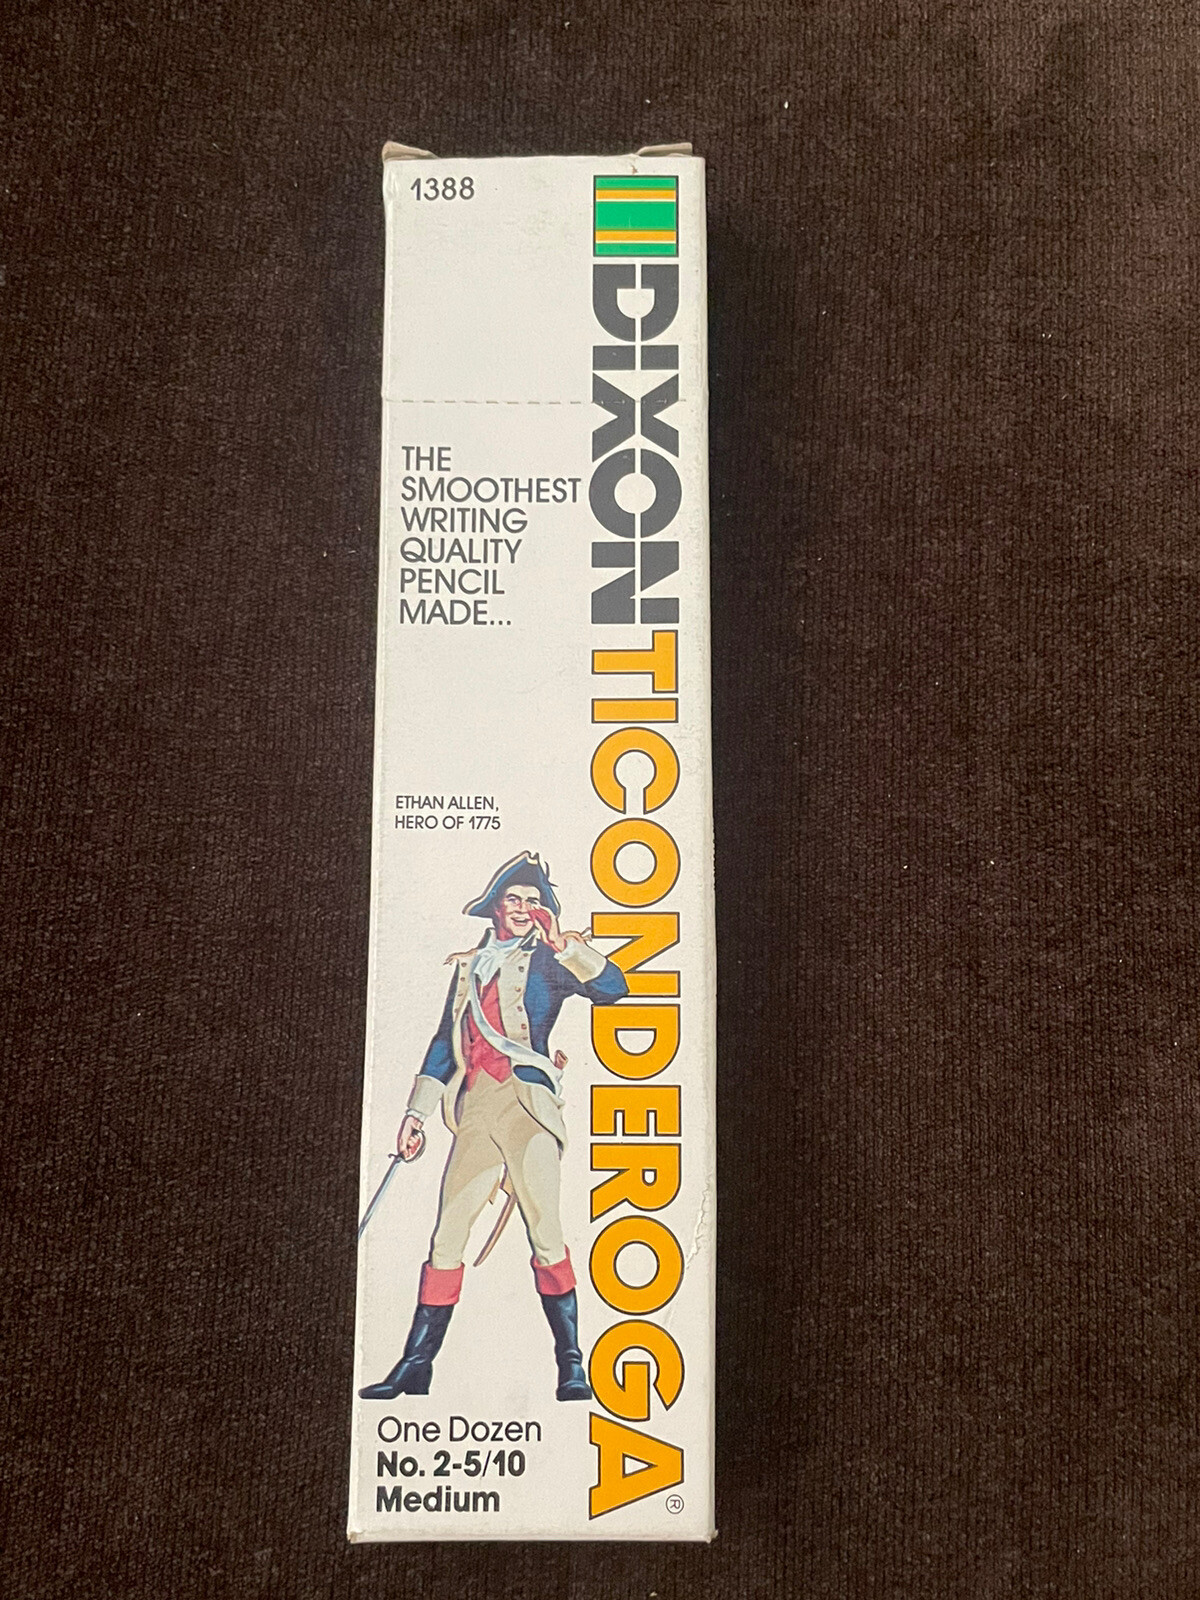 1388
DIXON TICONDEROGA®
THE
SMOOTHEST
WRITING
QUALITY
PENCIL
MADE...
ETHAN ALLEN,
HERO OF 1775
One Dozen
No. 2-5/10
Medium